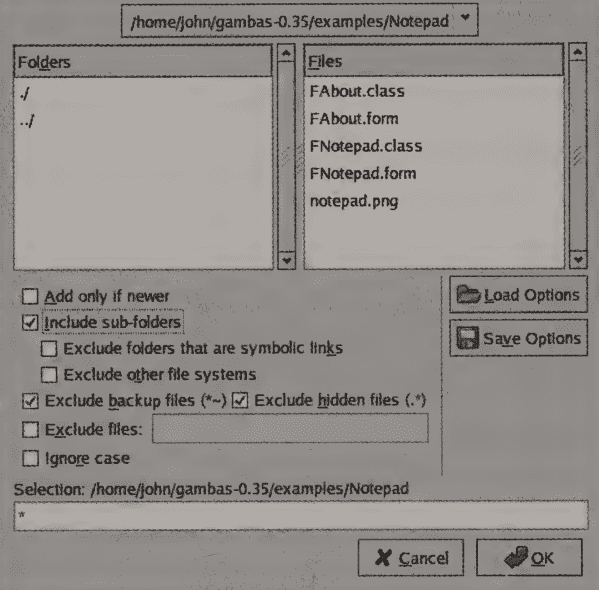 /home/john/gambas-0.35/examples/Notepad
Folders
./
../
Files
FAbout.class
FAbout.form
FNotepad.class
FNotepad.form
notepad.png
Add only if newer
Include sub-folders
Exclude folders that are symbolic links
Exclude other file systems
Exclude backup files (*~) Exclude hidden files (.*)
Exclude files:
Ignore case
Load Options
Save Options
Selection: /home/john/gambas-0.35/examples/Notepad
*
Cancel OK